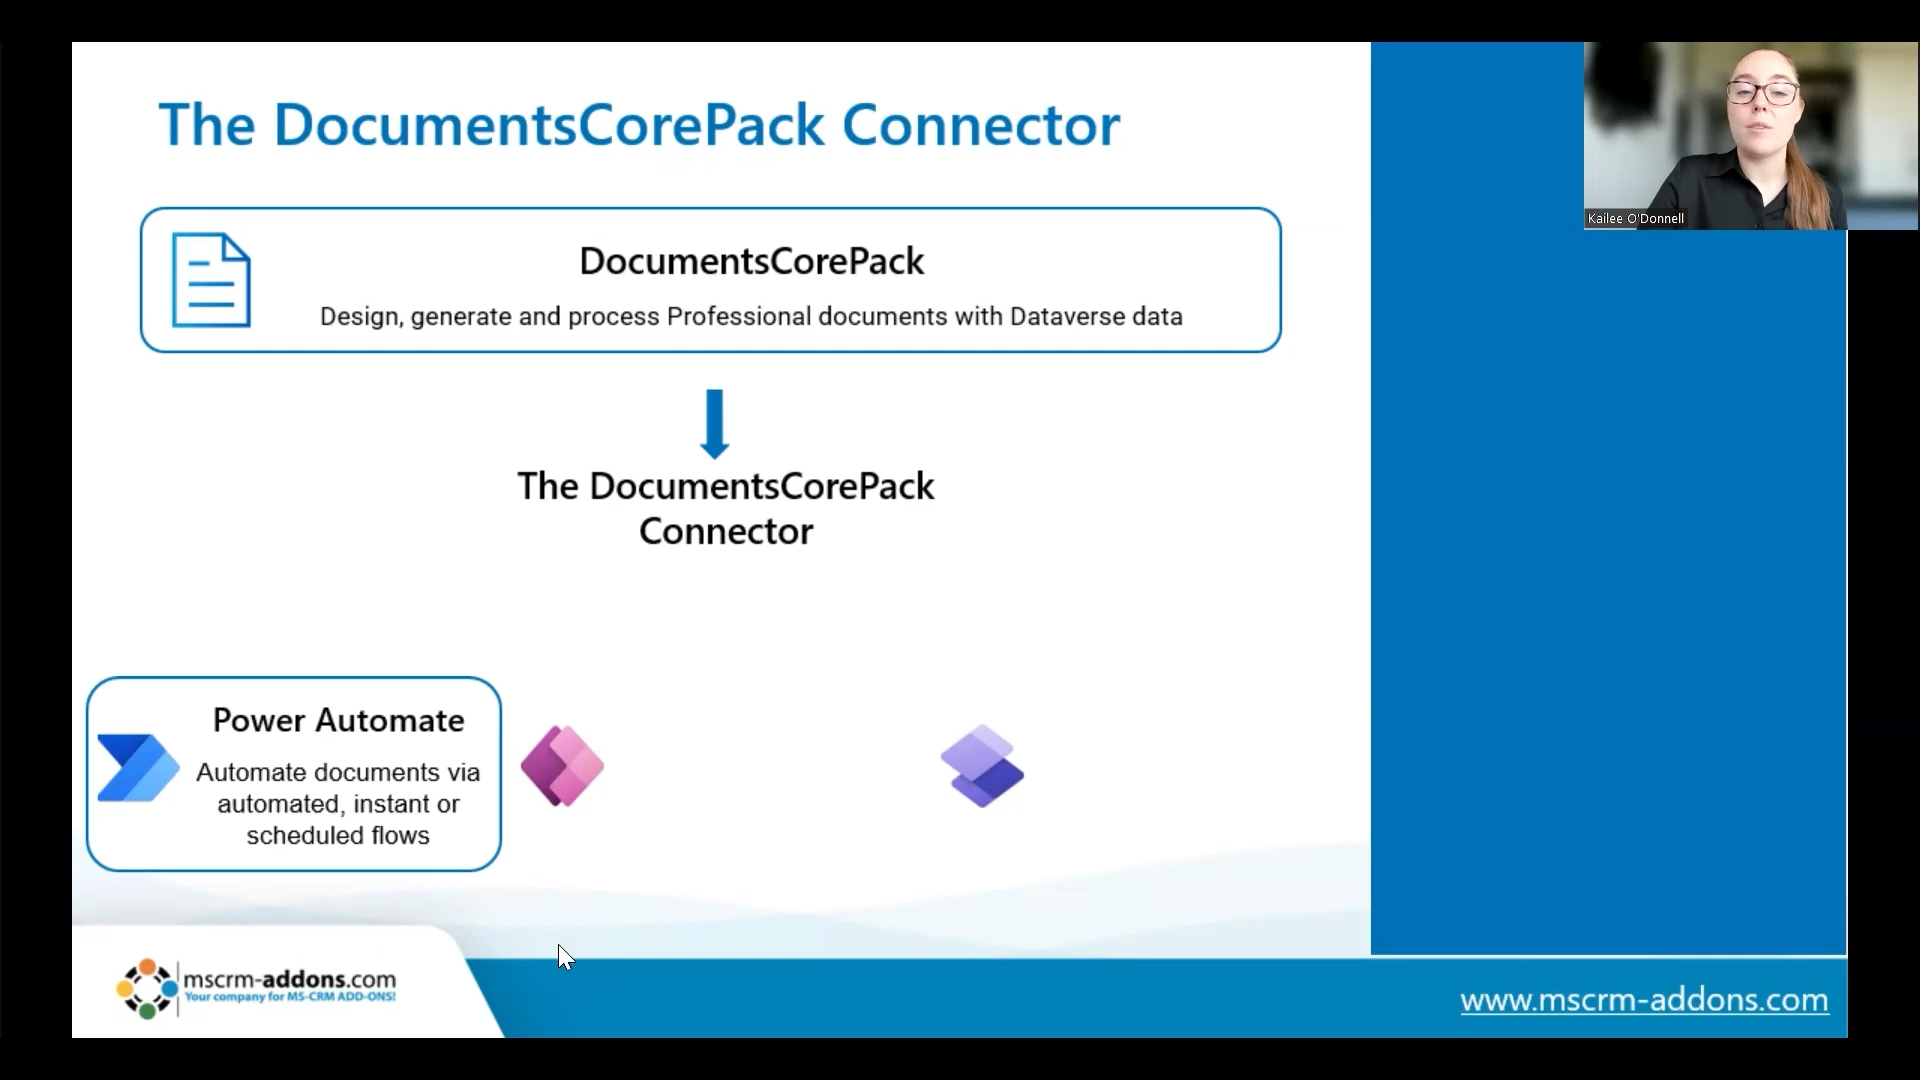 The DocumentsCorePack Connector
Kailee O'Donnell
DocumentsCorePack
Design, generate and process Professional documents with Dataverse data
The DocumentsCorePack
Connector
Power Automate
Automate documents via
automated, instant or
scheduled flows
mscrm-addons.com
Your company for MS-CRM ADD-ONS!
www.mscrm-addons.com